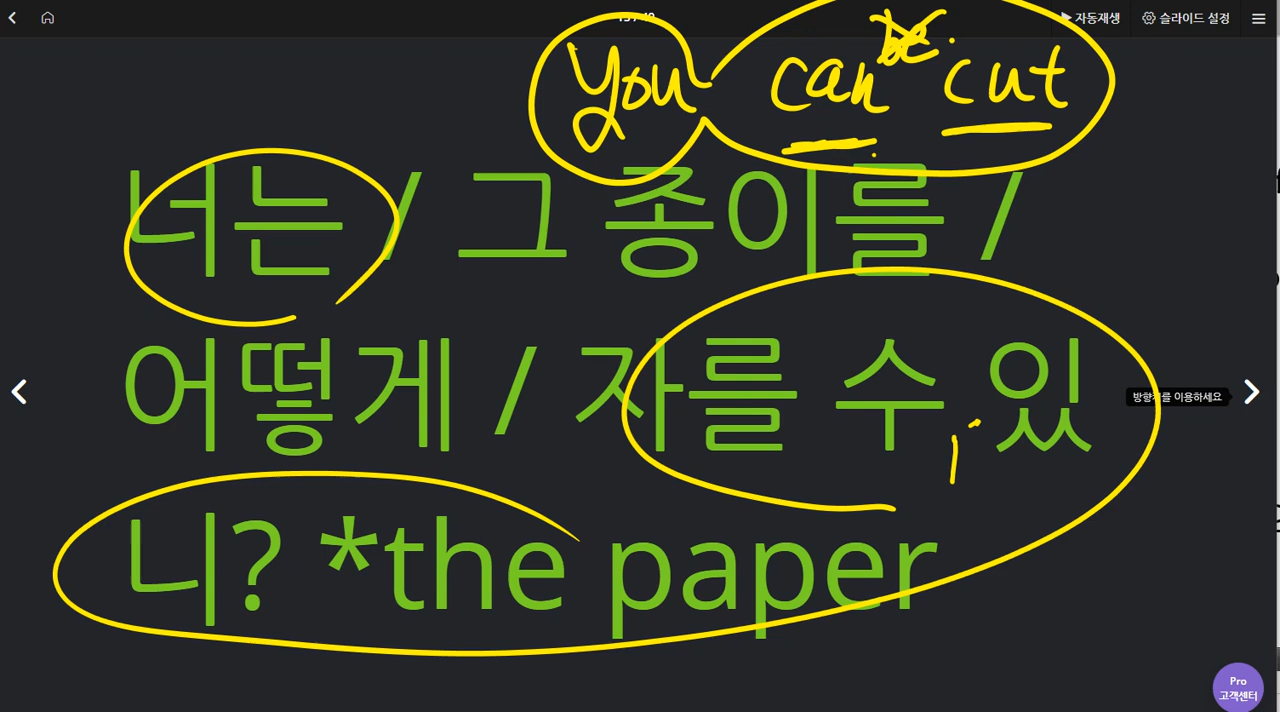 자동재생 슬라이드 설정
be
You can cut
너는 / 그 종이를 /
어떻게 / 자를 수 있
방향키를 이용하세요
니? *the paper
Pro
고객센터